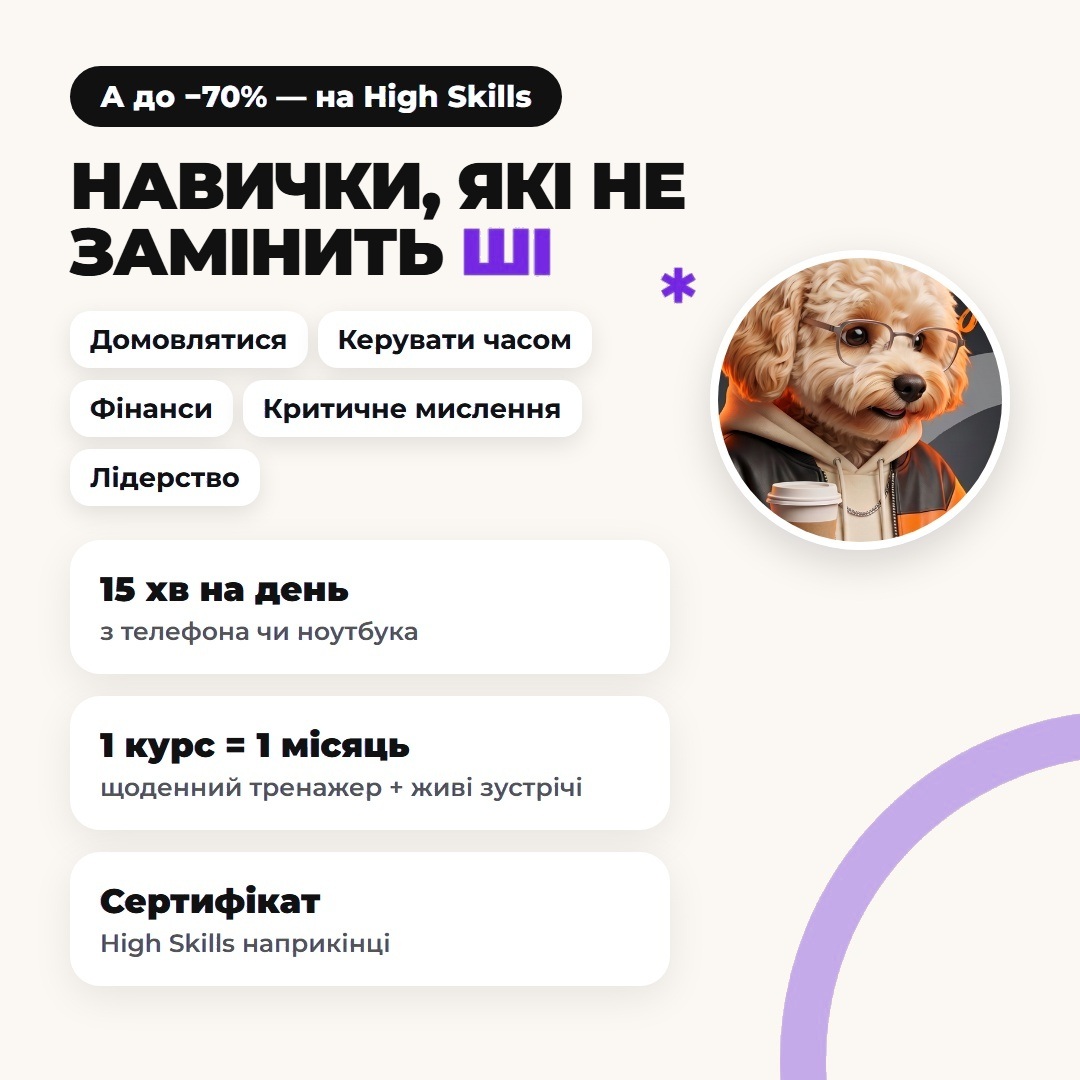 А до −70% — на High Skills
НАВИЧКИ, ЯКІ НЕ
ЗАМІНИТЬ ШІ
*
Домовлятися
Керувати часом
Фінанси
Критичне мислення
Лідерство
15 хв на день
з телефона чи ноутбука
1 курс = 1 місяць
щоденний тренажер + живі зустрічі
Сертифікат
High Skills наприкінці